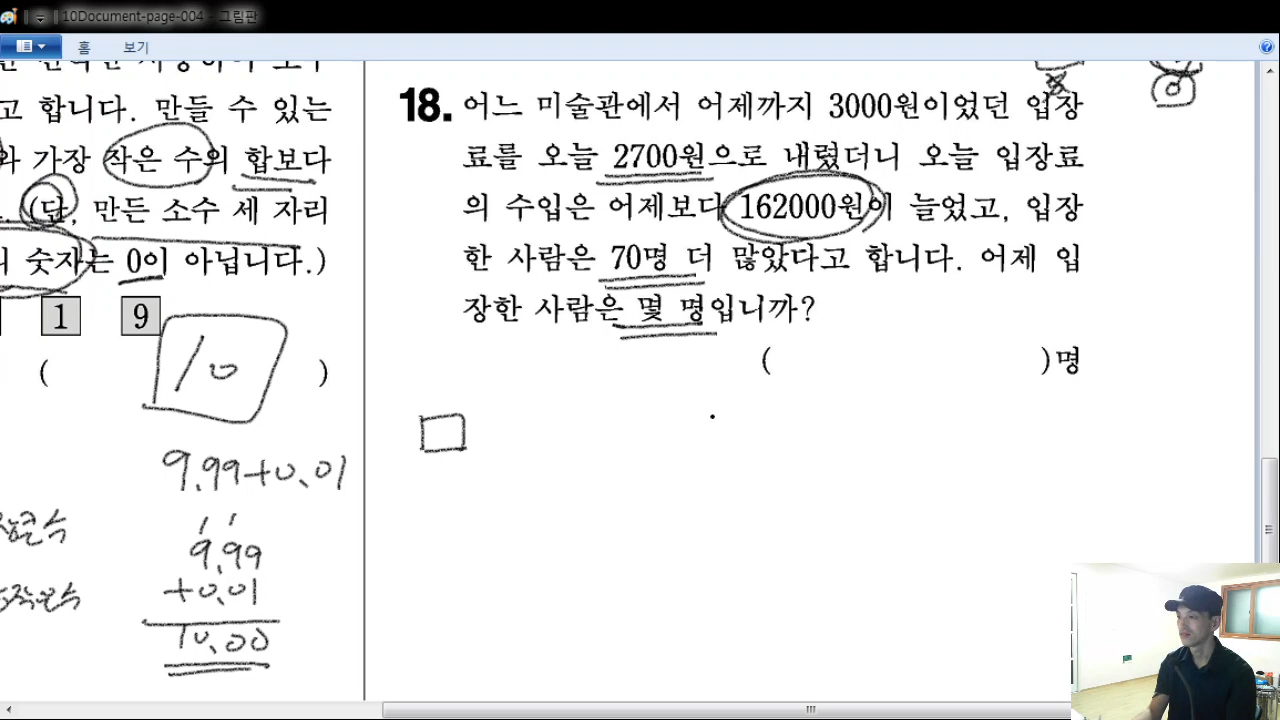 10Document-page-004 - 그림판
홈 보기
고 합니다. 만들 수 있는
가장 작은 수의 합보다
(단, 만든 소수 세 자리
숫자는 0이 아닙니다.)
1 9
( 10 )
9.99+0.01
9.99
+0.01
10.00
18. 어느 미술관에서 어제까지 3000원이었던 입장
료를 오늘 2700원으로 내렸더니 오늘 입장료
의 수입은 어제보다 162000원이 늘었고, 입장
한 사람은 70명 더 많았다고 합니다. 어제 입
장한 사람은 몇 명입니까?
( )명